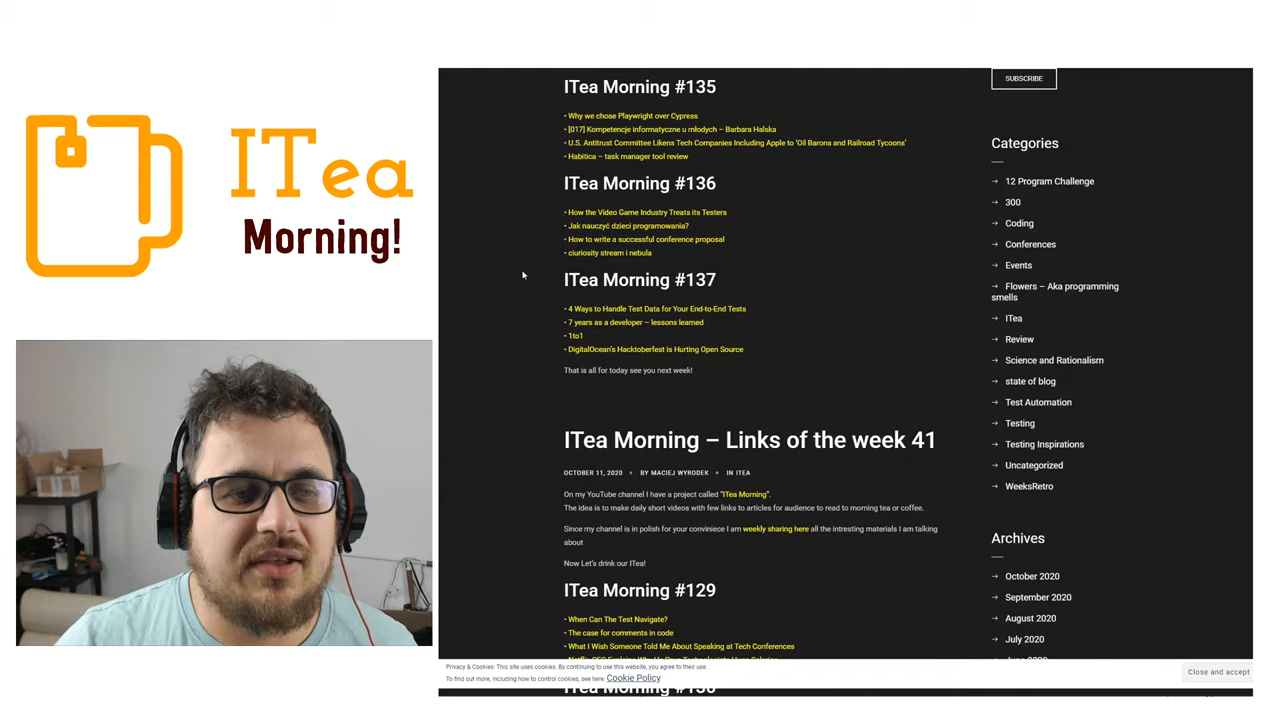 ITea
Morning!
ITea Morning #135
• Why we chose Playwright over Cypress
• [017] Kompetencje informatyczne u młodych – Barbara Halska
• U.S. Antitrust Committee Likens Tech Companies Including Apple to 'Oil Barons and Railroad Tycoons'
• Habitica – task manager tool review
ITea Morning #136
• How the Video Game Industry Treats its Testers
• Jak nauczyć dzieci programowania?
• How to write a successful conference proposal
• ciuriosity stream i nebula
ITea Morning #137
• 4 Ways to Handle Test Data for Your End-to-End Tests
• 7 years as a developer – lessons learned
• 1to1
• DigitalOcean's Hacktoberfest is Hurting Open Source
That is all for today see you next week!
ITea Morning – Links of the week 41
OCTOBER 11, 2020 • BY MACIEJ WYRODEK • IN ITEA
On my YouTube channel I have a project called "ITea Morning".
The idea is to make daily short videos with few links to articles for audience to read to morning tea or coffee.
Since my channel is in polish for your conviniece I am weekly sharing here all the intresting materials I am talking
about
Now Let's drink our ITea!
ITea Morning #129
• When Can The Test Navigate?
• The case for comments in code
• What I Wish Someone Told Me About Speaking at Tech Conferences
ITea Morning #130
SUBSCRIBE
Categories
→ 12 Program Challenge
→ 300
→ Coding
→ Conferences
→ Events
→ Flowers – Aka programming
smells
→ ITea
→ Review
→ Science and Rationalism
→ state of blog
→ Test Automation
→ Testing
→ Testing Inspirations
→ Uncategorized
→ WeeksRetro
Archives
→ October 2020
→ September 2020
→ August 2020
→ July 2020
Privacy & Cookies: This site uses cookies. By continuing to use this website, you agree to their use.
To find out more, including how to control cookies, see here: Cookie Policy
Close and accept